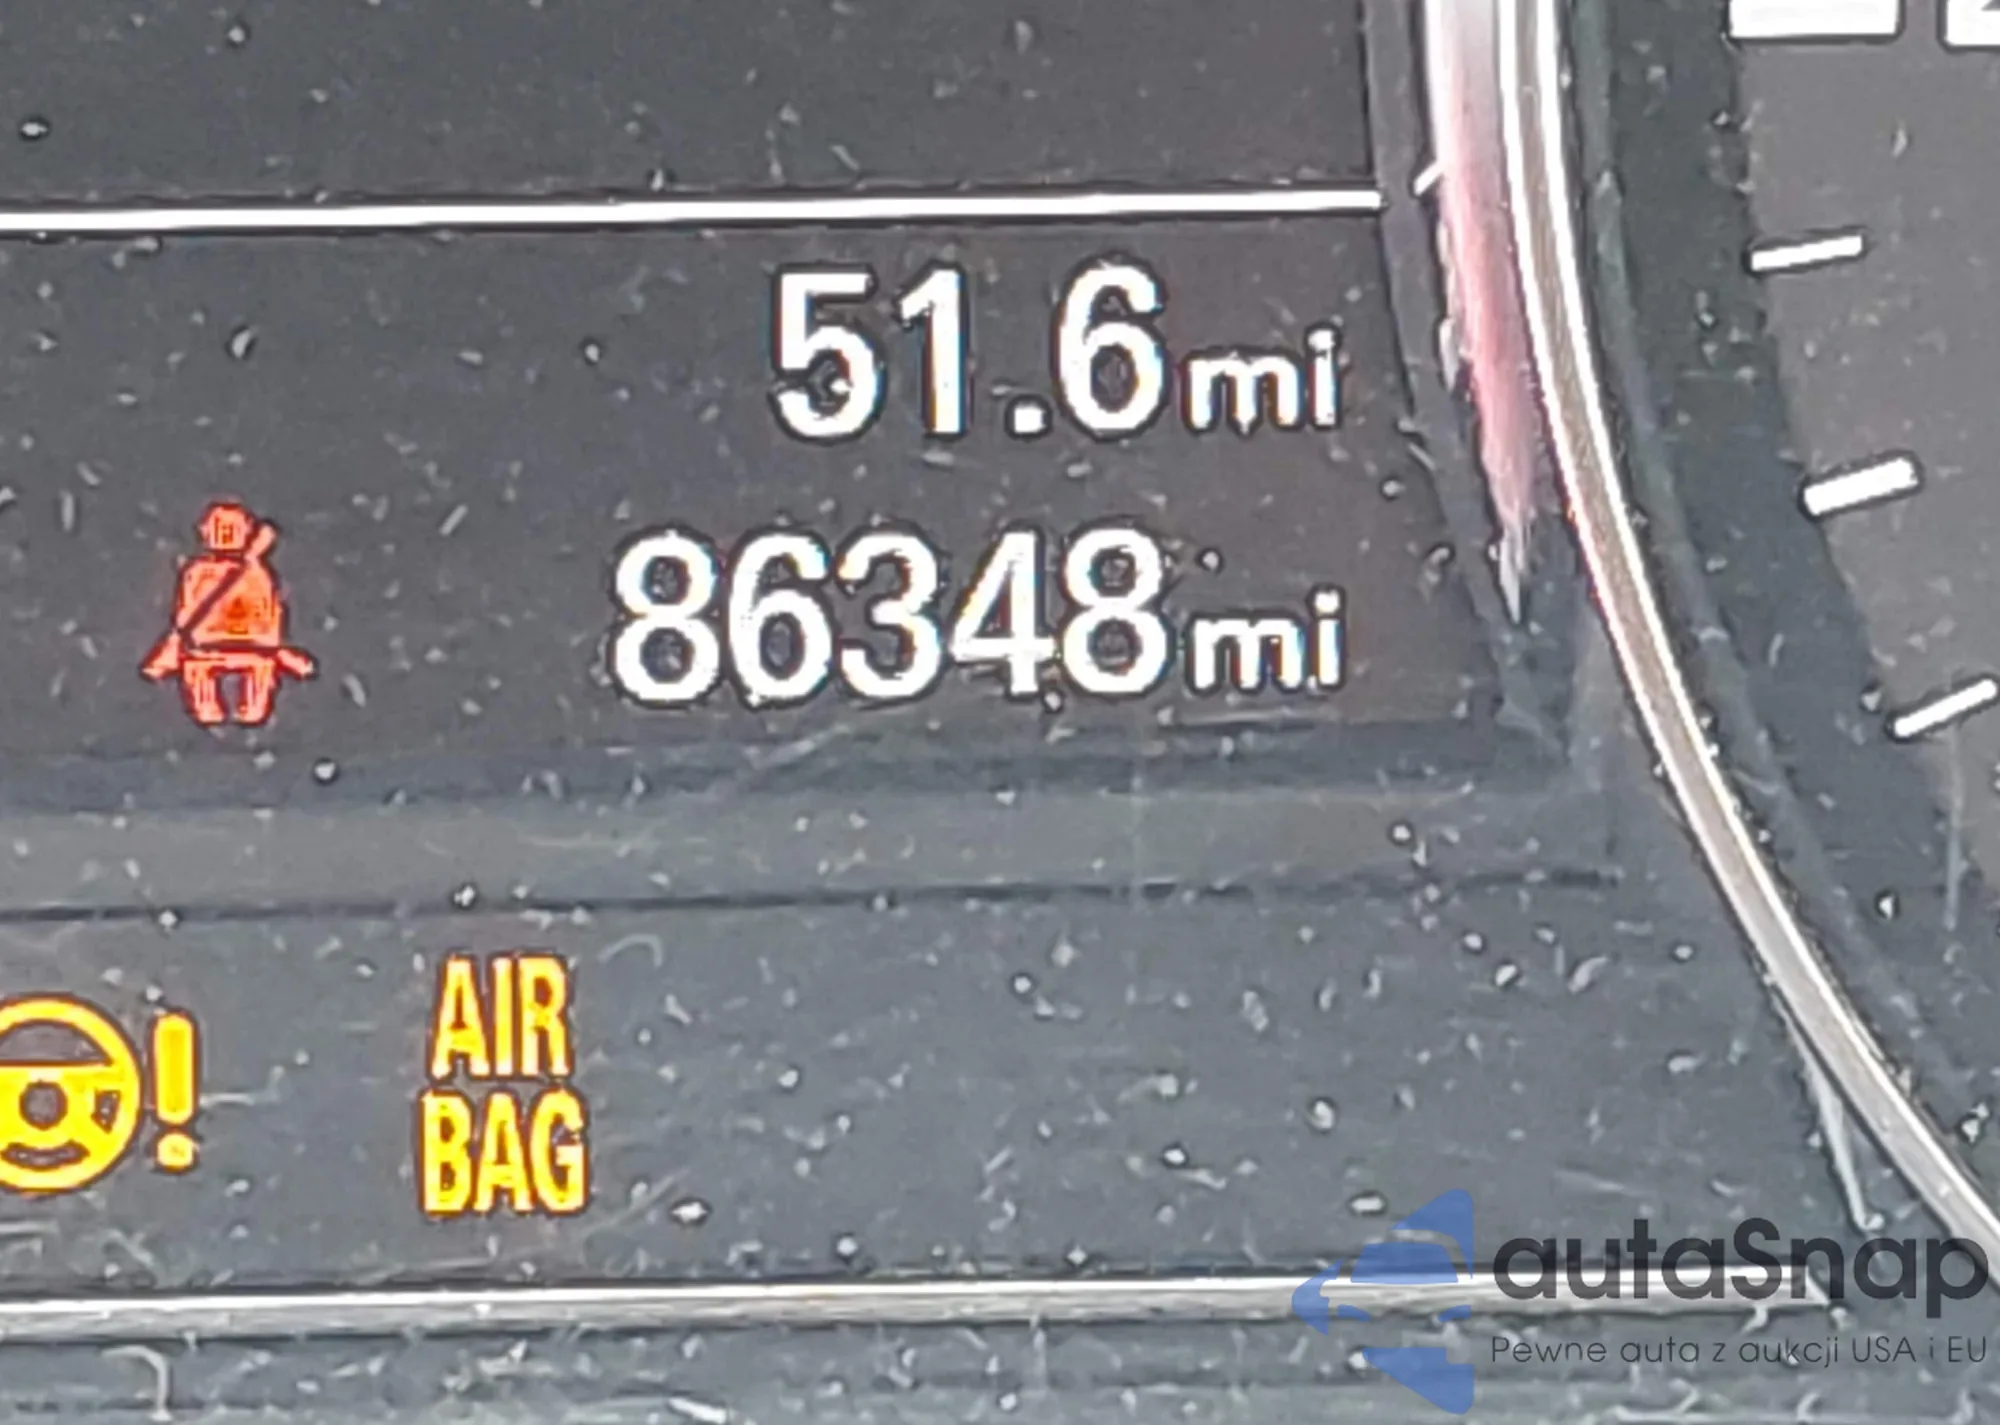 51.6mi
86348mi
AIR
BAG
autaSnap
Pewne auta z aukcji USA i EU